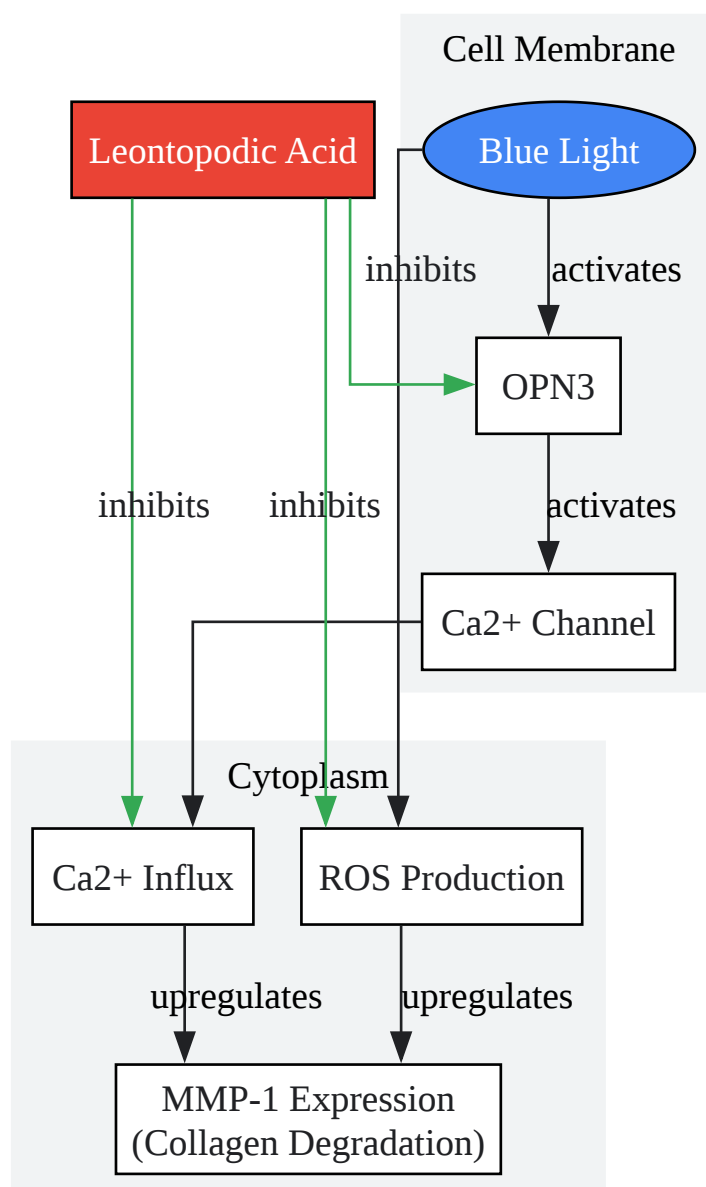 Cell Membrane
Leontopodic Acid
Blue Light
inhibits
activates
OPN3
inhibits
inhibits
activates
Ca2+ Channel
Cytoplasm
Ca2+ Influx
ROS Production
upregulates
upregulates
MMP-1 Expression
(Collagen Degradation)